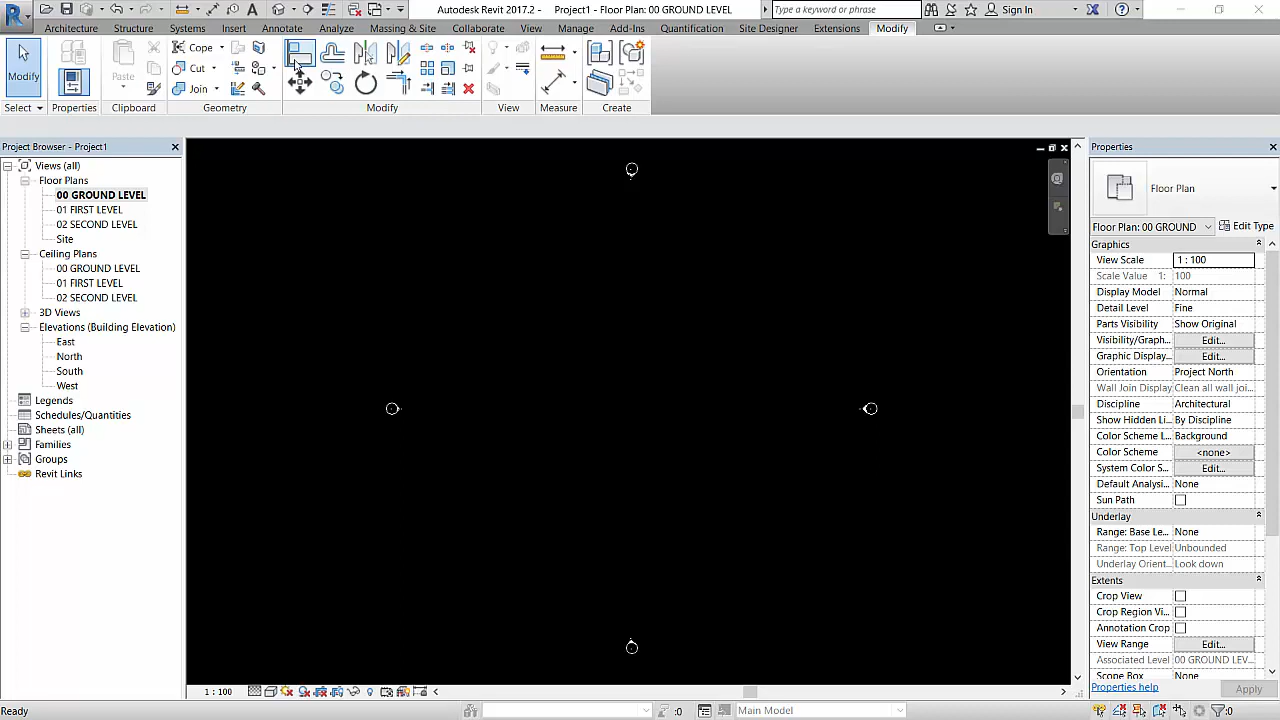 Autodesk Revit 2017.2 - Project1 - Floor Plan: 00 GROUND LEVEL
Type a keyword or phrase
Sign In
Architecture Structure Systems Insert Annotate Analyze Massing & Site Collaborate View Manage Add-Ins Quantification Site Designer Extensions Modify
Modify
Paste
Cope
Cut
Join
Select Properties Clipboard Geometry Modify View Measure Create
Project Browser - Project1
Views (all)
Floor Plans
00 GROUND LEVEL
01 FIRST LEVEL
02 SECOND LEVEL
Site
Ceiling Plans
00 GROUND LEVEL
01 FIRST LEVEL
02 SECOND LEVEL
3D Views
Elevations (Building Elevation)
East
North
South
West
Legends
Schedules/Quantities
Sheets (all)
Families
Groups
Revit Links
Properties
Floor Plan
Floor Plan: 00 GROUND Edit Type
Graphics
View Scale 1 : 100
Scale Value 1: 100
Display Model Normal
Detail Level Fine
Parts Visibility Show Original
Visibility/Graph... Edit...
Graphic Display... Edit...
Orientation Project North
Wall Join Display Clean all wall joi...
Discipline Architectural
Show Hidden Li... By Discipline
Color Scheme L... Background
Color Scheme <none>
System Color S... Edit...
Default Analysi... None
Sun Path
Underlay
Range: Base Le... None
Range: Top Level Unbounded
Underlay Orient... Look down
Extents
Crop View
Crop Region Vi...
Annotation Crop
View Range Edit...
Associated Level 00 GROUND LEV...
Scope Box None
Properties help Apply
1 : 100
Ready
:0
Main Model
:0